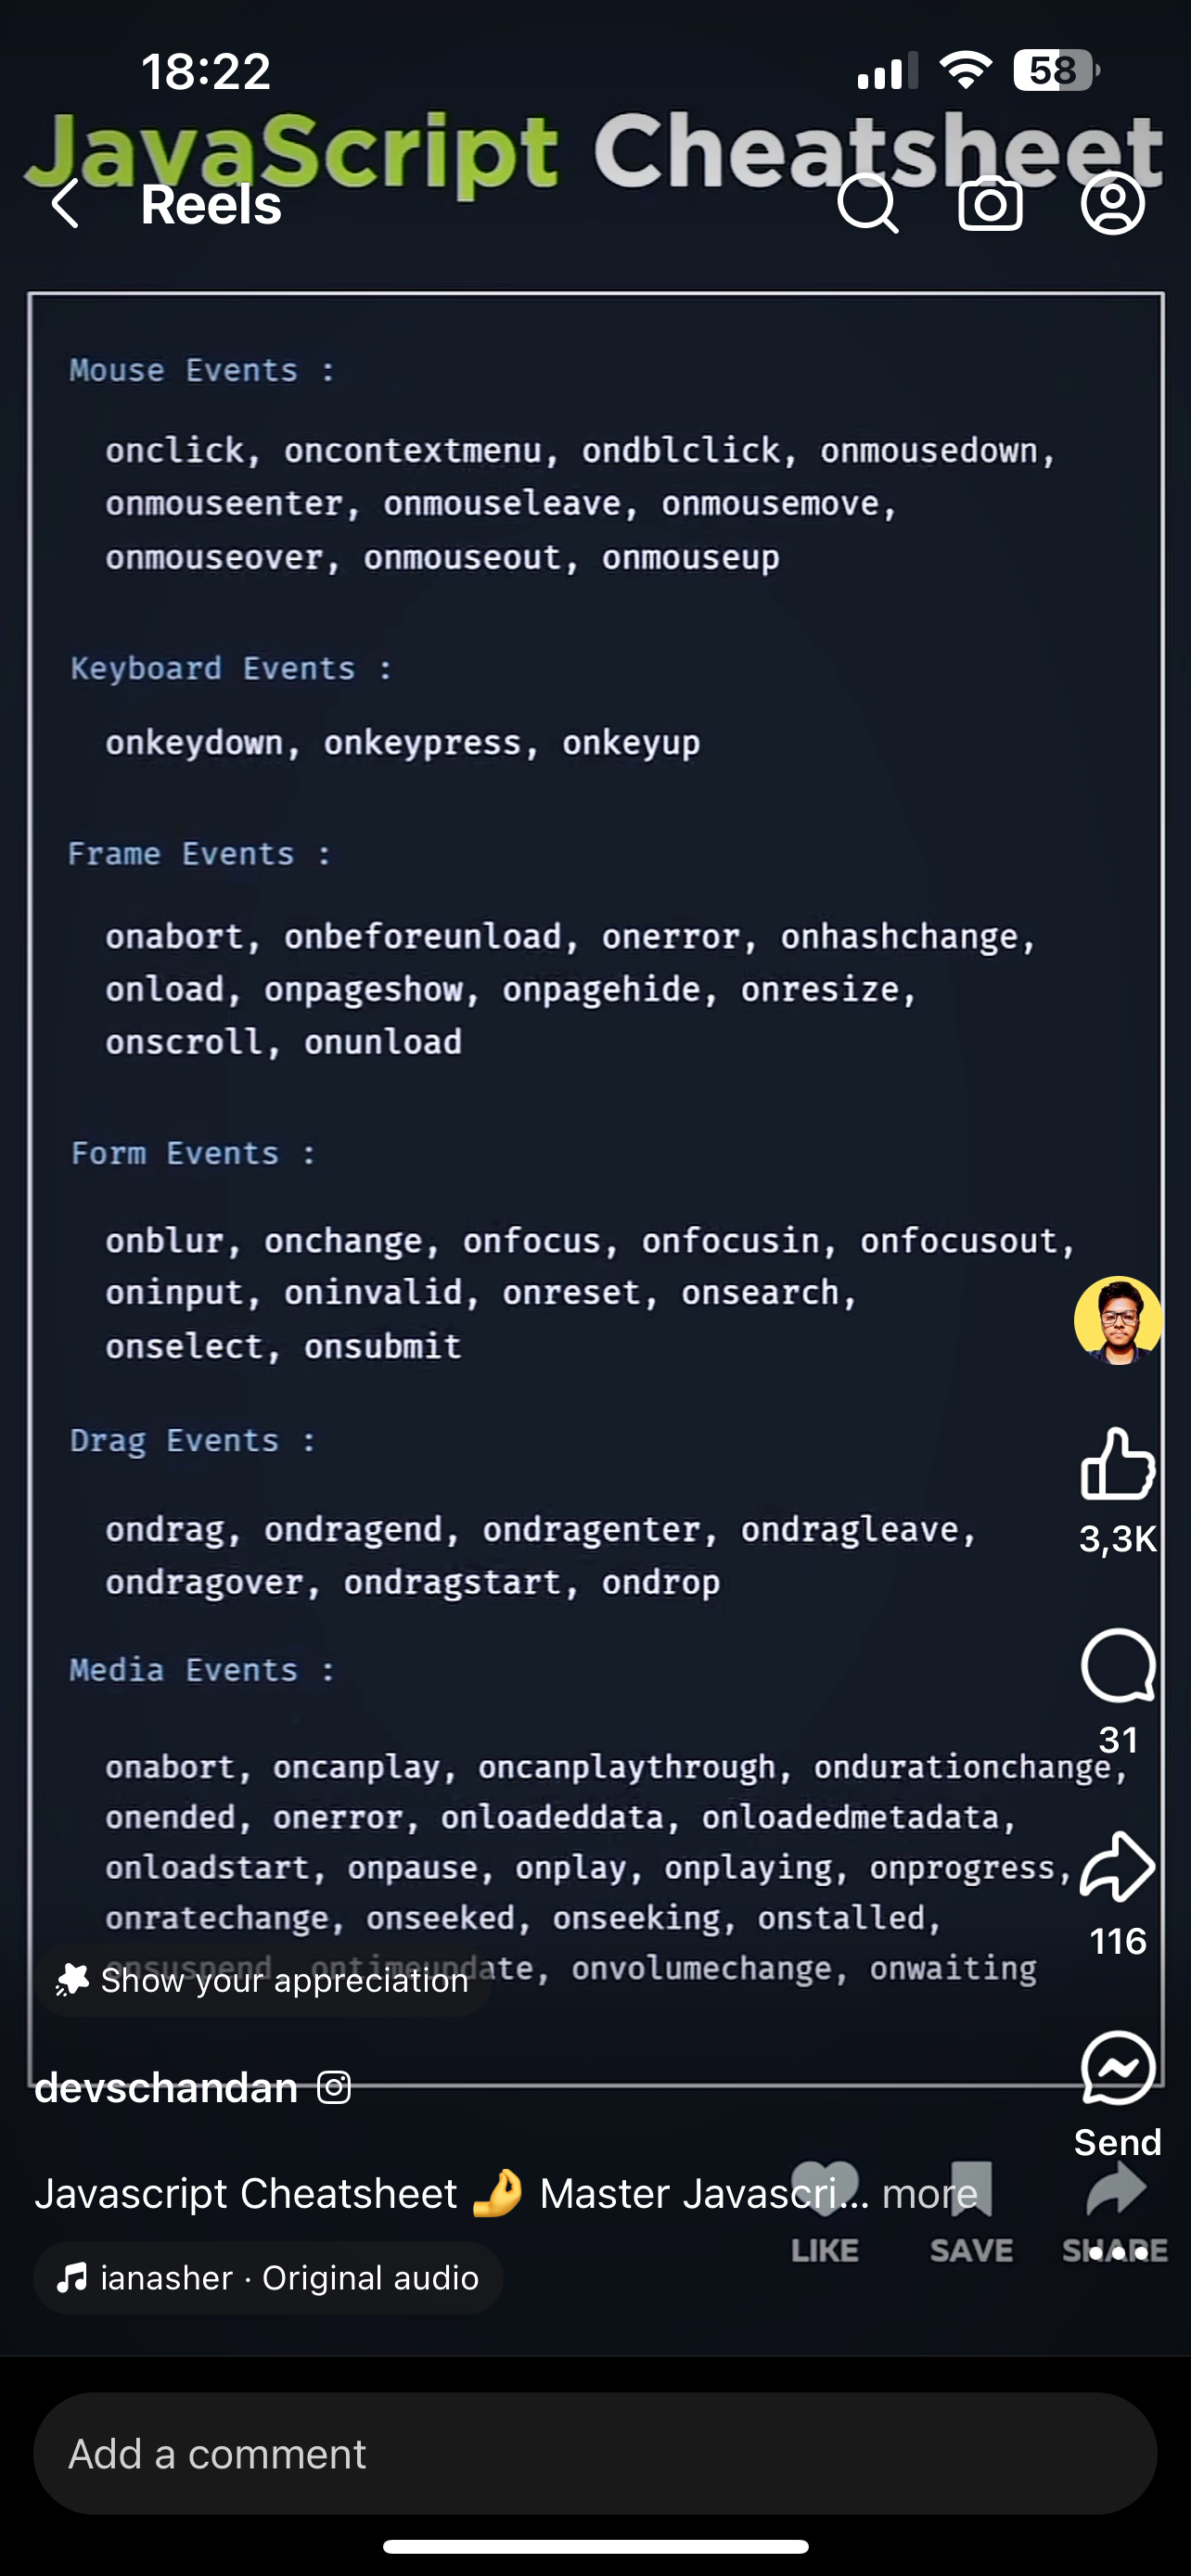 18:22
58
JavaScript Cheatsheet
Reels
Mouse Events :
onclick, oncontextmenu, ondblclick, onmousedown,
onmouseenter, onmouseleave, onmousemove,
onmouseover, onmouseout, onmouseup
Keyboard Events :
onkeydown, onkeypress, onkeyup
Frame Events :
onabort, onbeforeunload, onerror, onhashchange,
onload, onpageshow, onpagehide, onresize,
onscroll, onunload
Form Events :
onblur, onchange, onfocus, onfocusin, onfocusout,
oninput, oninvalid, onreset, onsearch,
onselect, onsubmit
Drag Events :
ondrag, ondragend, ondragenter, ondragleave,
ondragover, ondragstart, ondrop
3,3K
Media Events :
31
onabort, oncanplay, oncanplaythrough, ondurationchange,
onended, onerror, onloadeddata, onloadedmetadata,
onloadstart, onpause, onplay, onplaying, onprogress,
onratechange, onseeked, onseeking, onstalled,
116
onsuspend, ontimeupdate, onvolumechange, onwaiting
Show your appreciation
devschandan
Send
Javascript Cheatsheet 🤌 Master Javascri... more
LIKE SAVE SHARE
ianasher · Original audio
Add a comment